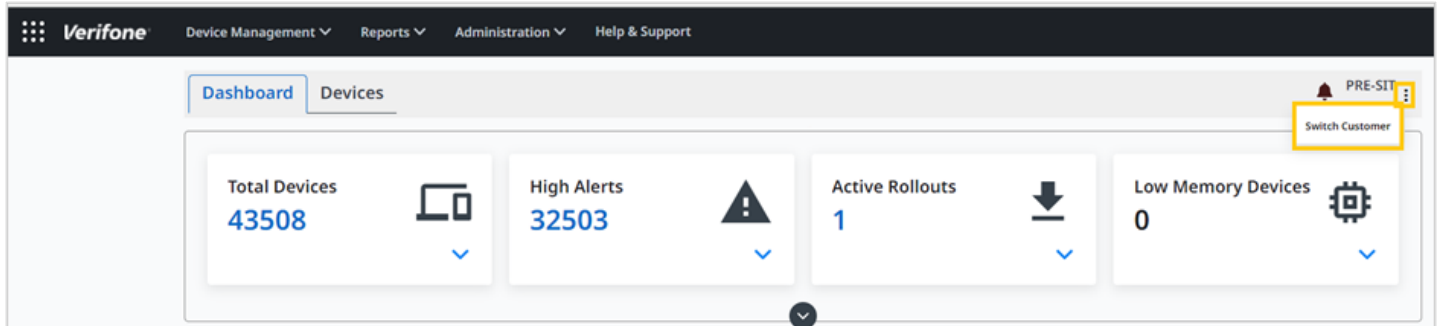 Verifone Device Management Reports Administration Help & Support
Dashboard Devices
PRE-SIT
Switch Customer
Total Devices
43508
High Alerts
32503
Active Rollouts
1
Low Memory Devices
0